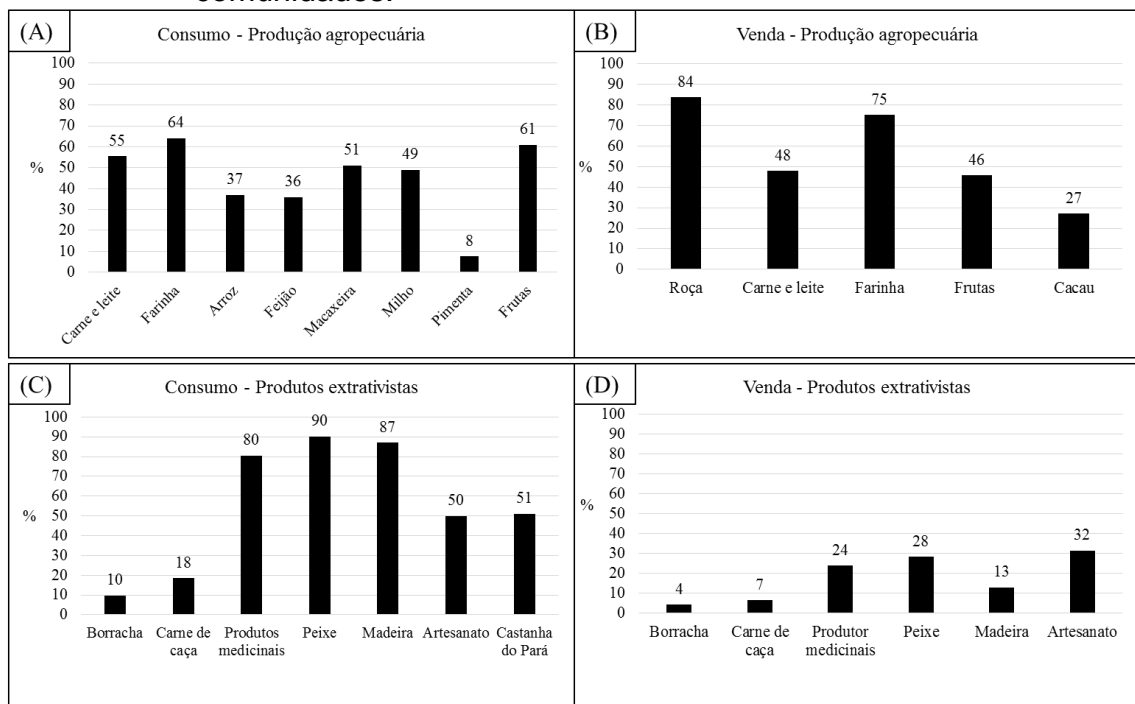 comunidades.
(A)
Consumo - Produção agropecuária
100
90
80
70
60
50
40
30
20
10
0
%
55
64
37
36
51
49
8
61
Carne e leite
Farinha
Arroz
Feijão
Macaxeira
Milho
Pimenta
Frutas
(B)
Venda - Produção agropecuária
100
90
80
70
60
50
40
30
20
10
0
%
84
48
75
46
27
Roça
Carne e leite
Farinha
Frutas
Cacau
(C)
Consumo - Produtos extrativistas
100
90
80
70
60
50
40
30
20
10
0
%
10
18
80
90
87
50
51
Borracha
Carne de
caça
Produtos
medicinais
Peixe
Madeira
Artesanato
Castanha
do Pará
(D)
Venda - Produtos extrativistas
100
90
80
70
60
50
40
30
20
10
0
%
4
7
24
28
13
32
Borracha
Carne de
caça
Produtor
medicinais
Peixe
Madeira
Artesanato